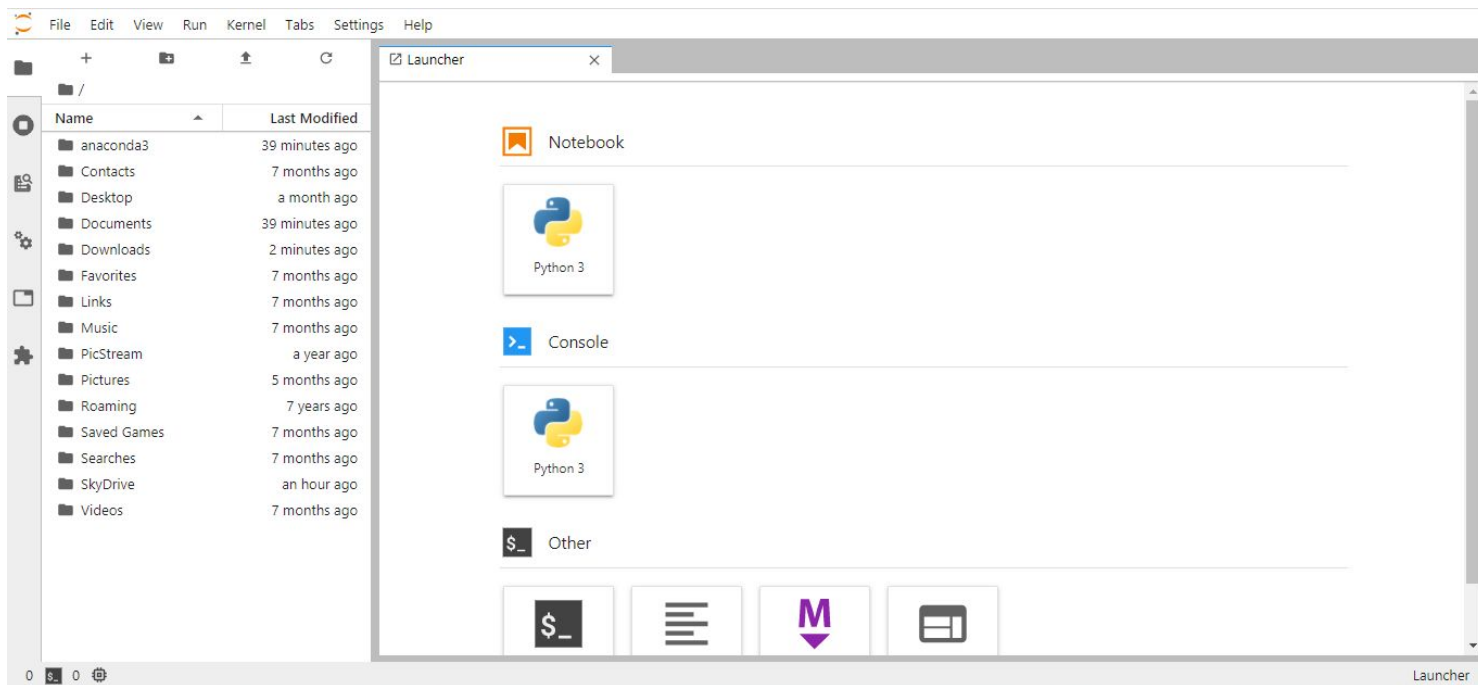 File Edit View Run Kernel Tabs Settings Help
Launcher
/
Name Last Modified
anaconda3 39 minutes ago
Contacts 7 months ago
Desktop a month ago
Documents 39 minutes ago
Downloads 2 minutes ago
Favorites 7 months ago
Links 7 months ago
Music 7 months ago
PicStream a year ago
Pictures 5 months ago
Roaming 7 years ago
Saved Games 7 months ago
Searches 7 months ago
SkyDrive an hour ago
Videos 7 months ago
Notebook
Python 3
>_ Console
Python 3
$_ Other
$_ M
0 $_ 0 Launcher